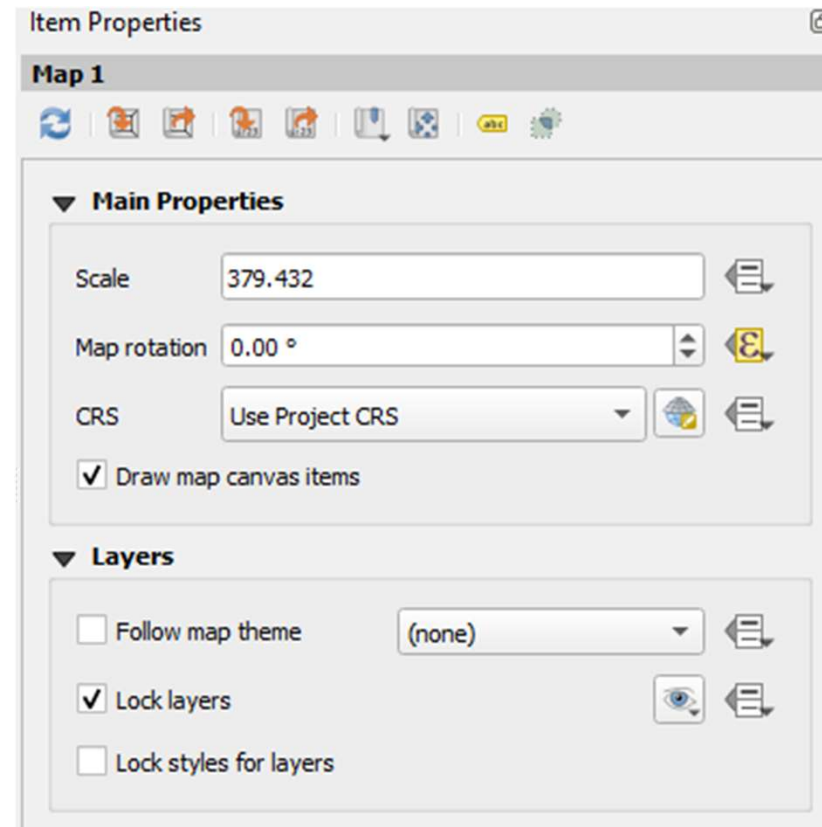 Item Properties
Map 1
abc
Main Properties
Scale 379.432
Map rotation 0.00 °
ε
CRS Use Project CRS
Draw map canvas items
Layers
Follow map theme (none)
Lock layers
Lock styles for layers